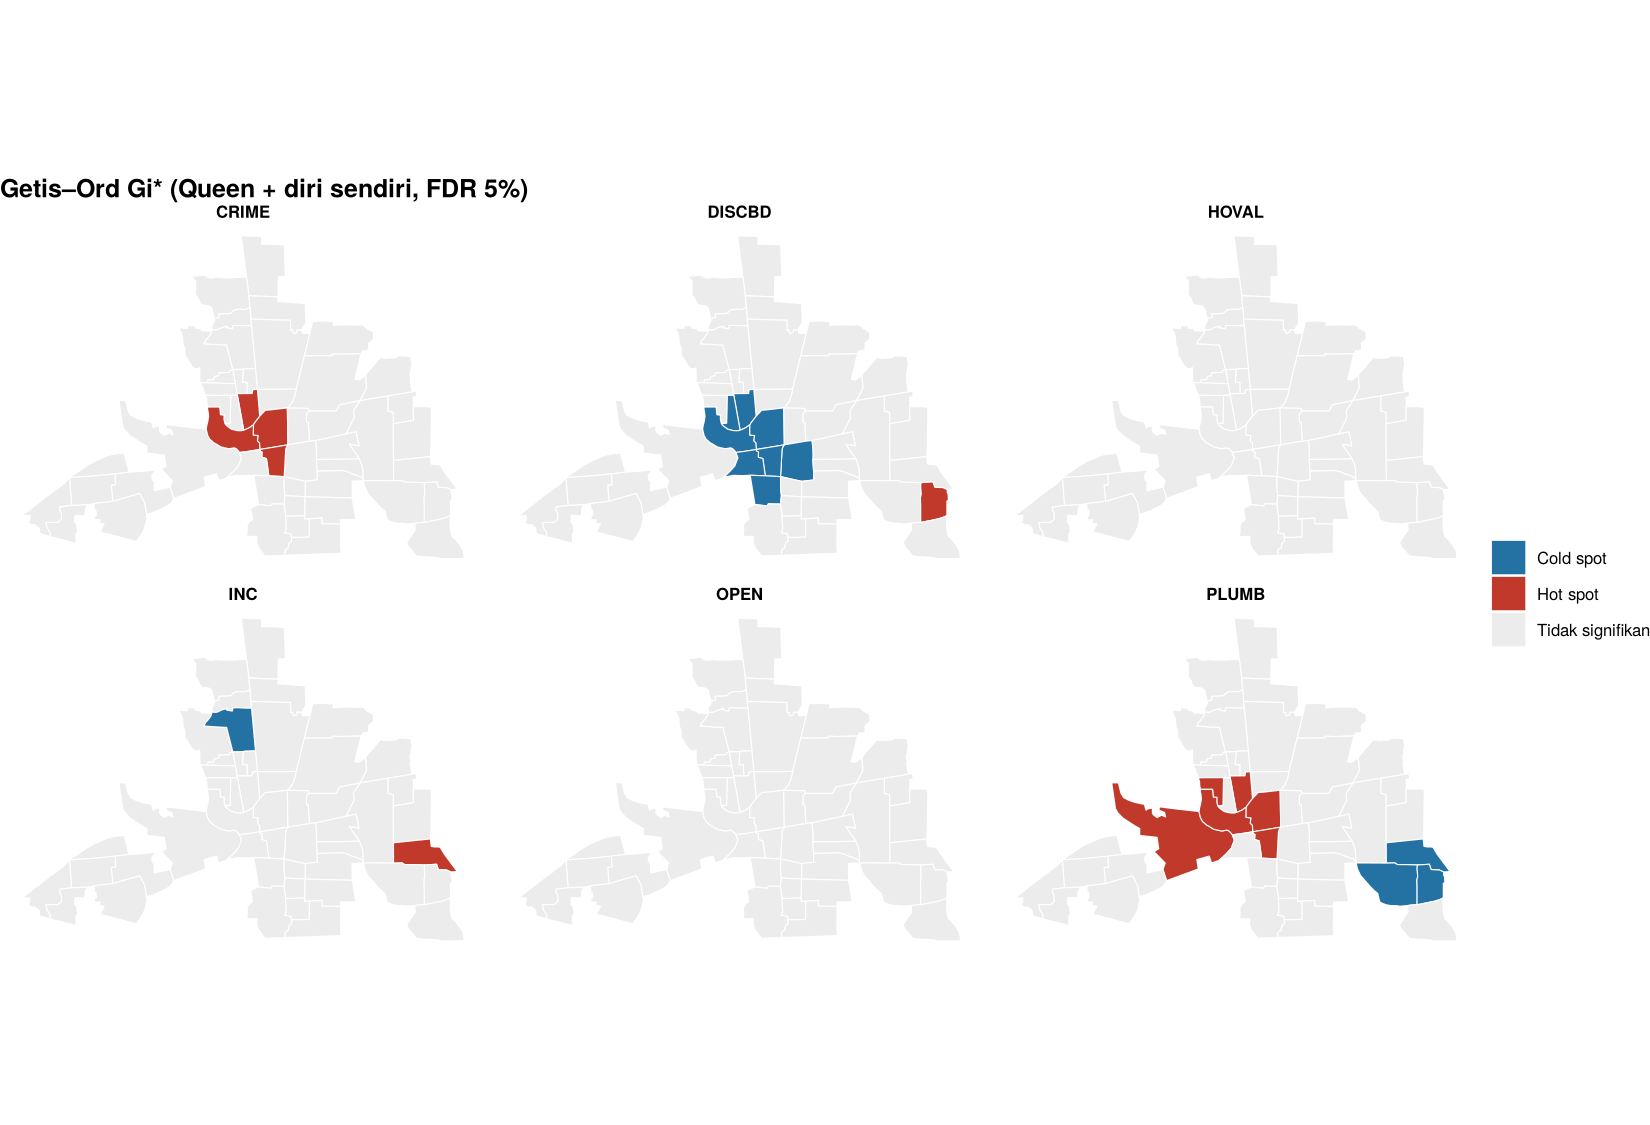 Getis–Ord Gi* (Queen + diri sendiri, FDR 5%)
CRIME
DISCBD
HOVAL
INC
OPEN
PLUMB
Cold spot
Hot spot
Tidak signifikan